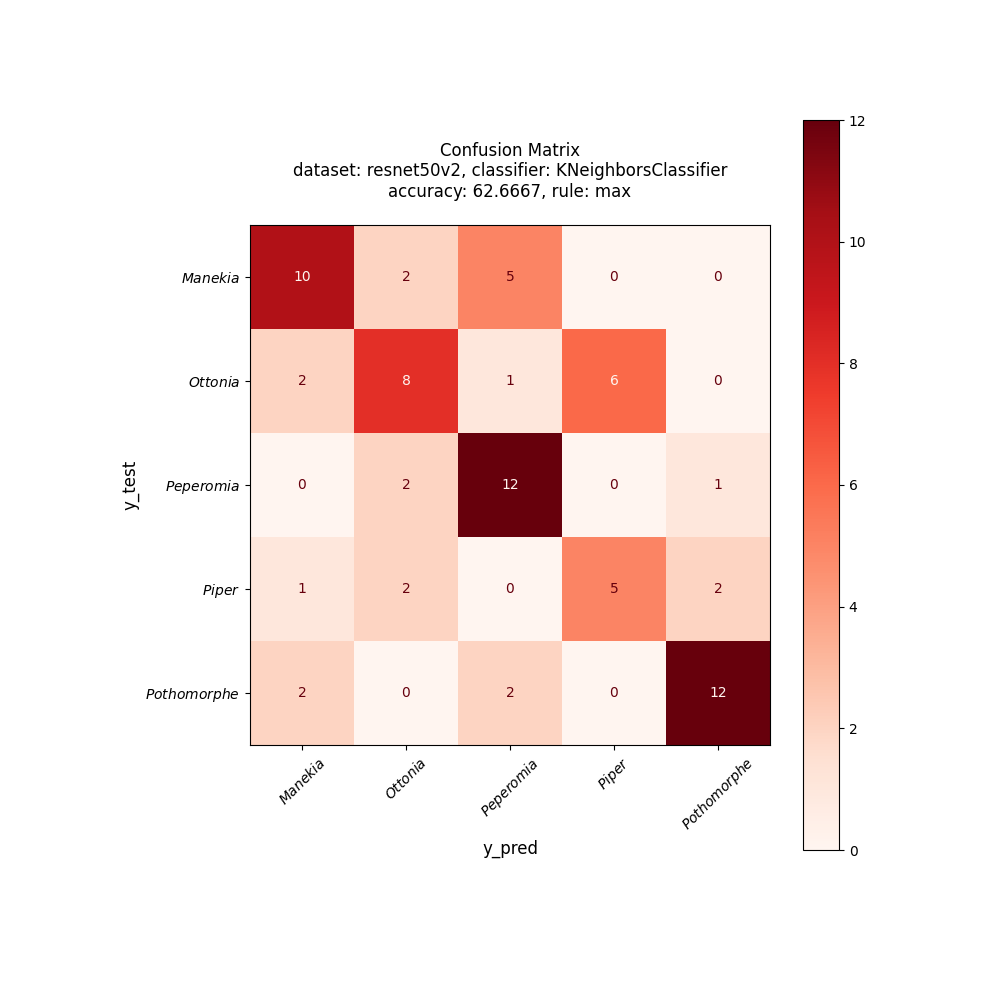 Confusion Matrix
dataset: resnet50v2, classifier: KNeighborsClassifier
accuracy: 62.6667, rule: max
Manekia 10 2 5 0 0
Ottonia 2 8 1 6 0
Peperomia 0 2 12 0 1
Piper 1 2 0 5 2
Pothomorphe 2 0 2 0 12
Manekia Ottonia Peperomia Piper Pothomorphe
y_pred
y_test
12
10
8
6
4
2
0